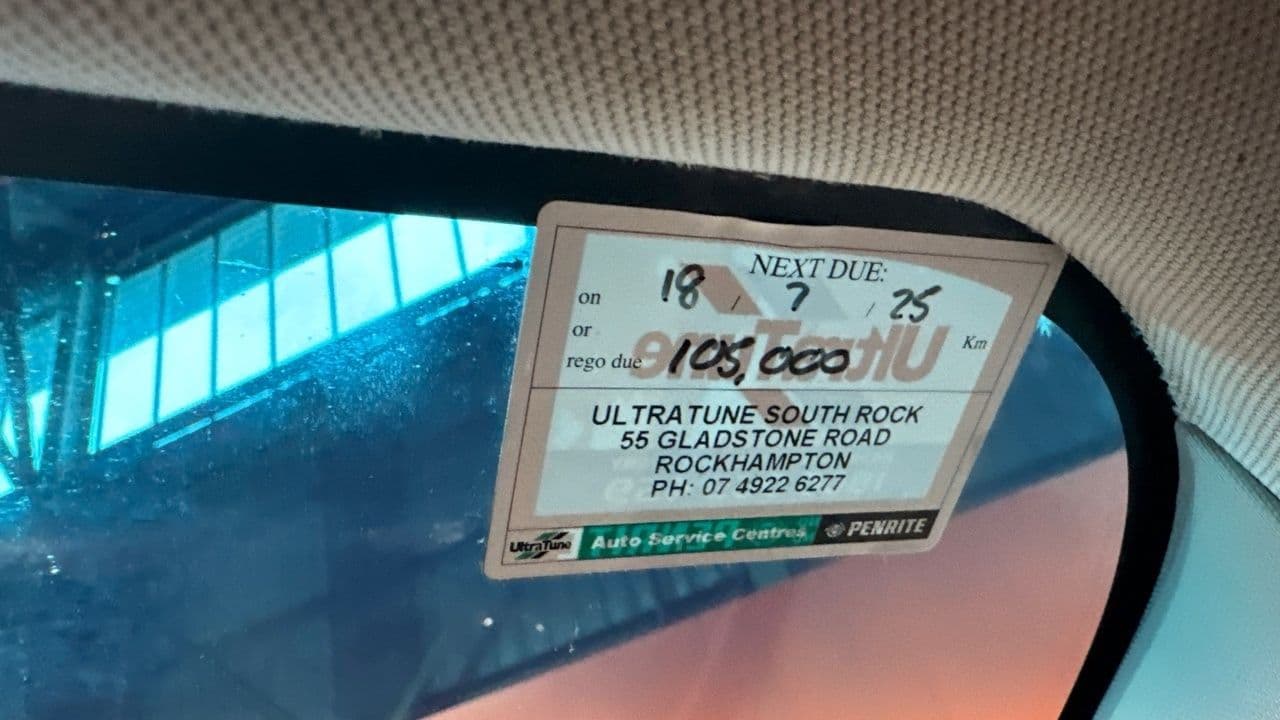 NEXT DUE:
on 18 / 7 / 25
or
rego due 105,000 Km
UltraTune
ULTRATUNE SOUTH ROCK
55 GLADSTONE ROAD
ROCKHAMPTON
PH: 07 4922 6277
UltraTune Auto Service Centres PENRITE